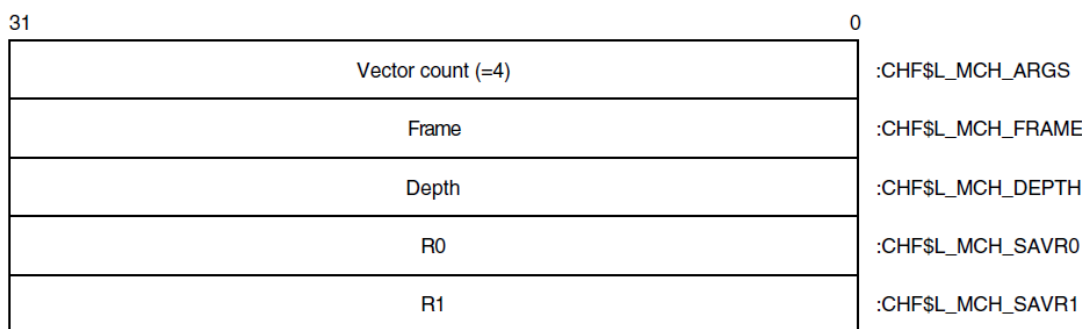 31 0
Vector count (=4) :CHF$L_MCH_ARGS
Frame :CHF$L_MCH_FRAME
Depth :CHF$L_MCH_DEPTH
R0 :CHF$L_MCH_SAVR0
R1 :CHF$L_MCH_SAVR1